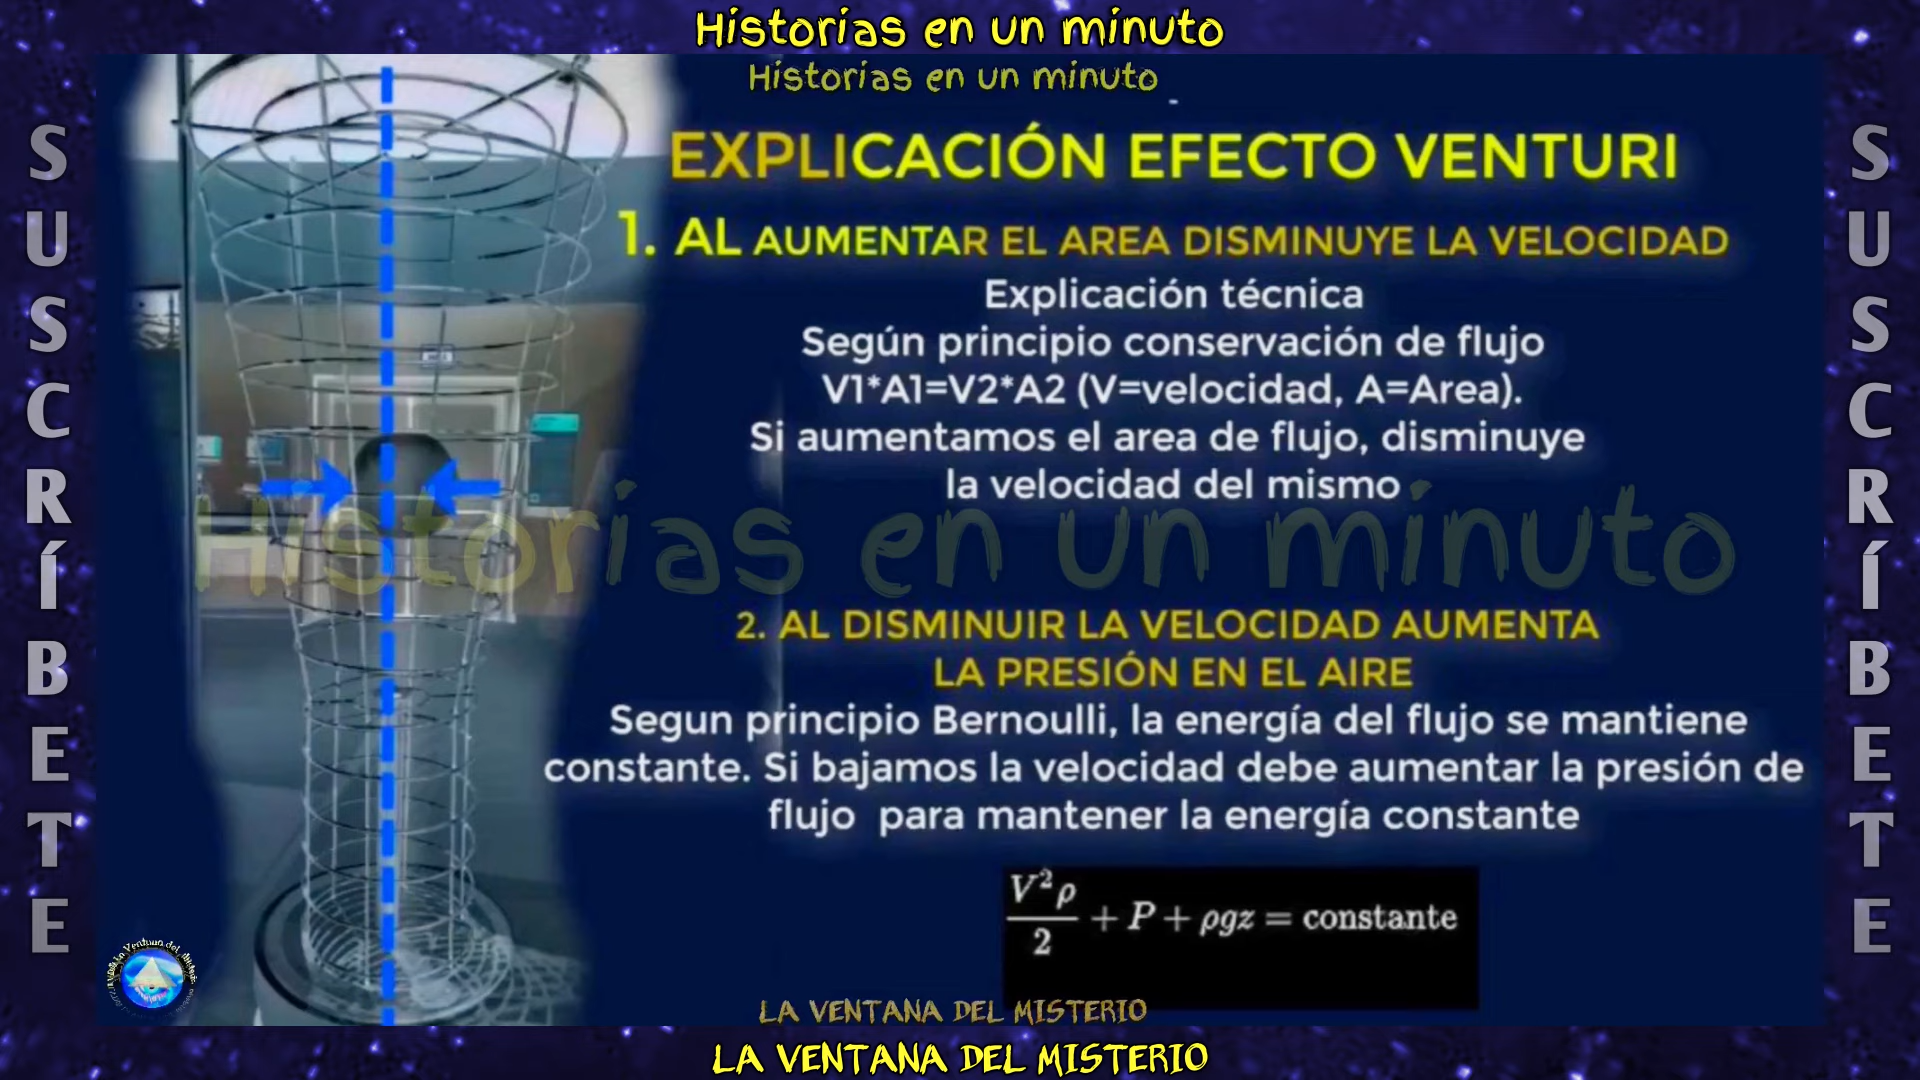 Historias en un minuto
Historias en un minuto
EXPLICACIÓN EFECTO VENTURI
1. AL AUMENTAR EL AREA DISMINUYE LA VELOCIDAD
Explicación técnica
Según principio conservación de flujo
V1*A1=V2*A2 (V=velocidad, A=Area).
Si aumentamos el area de flujo, disminuye
la velocidad del mismo
Historias en un minuto
2. AL DISMINUIR LA VELOCIDAD AUMENTA
LA PRESIÓN EN EL AIRE
Segun principio Bernoulli, la energía del flujo se mantiene
constante. Si bajamos la velocidad debe aumentar la presión de
flujo para mantener la energía constante
V²ρ/2 + P + ρgz = constante
LA VENTANA DEL MISTERIO
LA VENTANA DEL MISTERIO
SUSCRÍBETE
SUSCRÍBETE